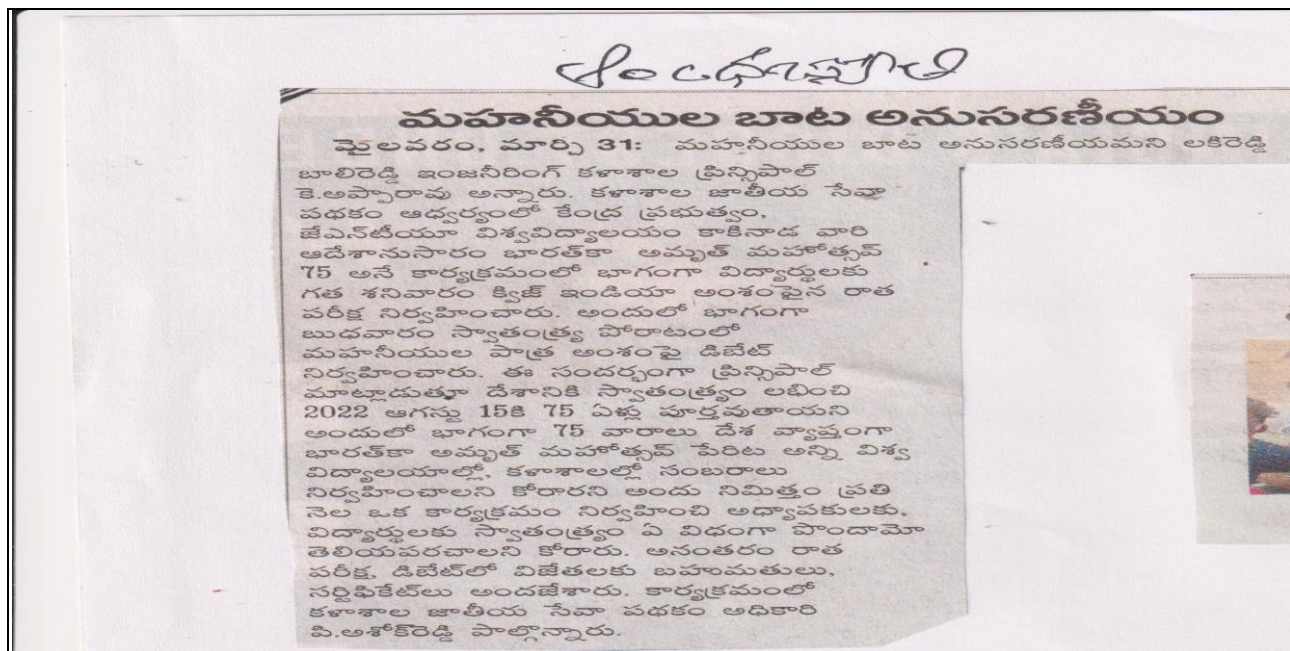 ఆంధ్రప్రభ
మహనీయుల బాట అనుసరణీయం
మైలవరం, మార్చి 31: మహనీయుల బాట అనుసరణీయమని లకిరెడ్డి
బాలిరెడ్డి ఇంజనీరింగ్ కళాశాల ప్రిన్సిపాల్
కె.అప్పారావు అన్నారు. కళాశాల జాతీయ సేవా
పథకం ఆధ్వర్యంలో కేంద్ర ప్రభుత్వం,
జేఎన్‌టీయూ విశ్వవిద్యాలయం కాకినాడ వారి
ఆదేశానుసారం భారత్‌కా అమృత్ మహోత్సవ్
75 అనే కార్యక్రమంలో భాగంగా విద్యార్థులకు
గత శనివారం క్విజ్ ఇండియా అంశంపైన రాత
పరీక్ష నిర్వహించారు. అందులో భాగంగా
బుధవారం స్వాతంత్ర్య పోరాటంలో
మహనీయుల పాత్ర అంశంపై డిబేట్
నిర్వహించారు. ఈ సందర్భంగా ప్రిన్సిపాల్
మాట్లాడుతూ దేశానికి స్వాతంత్ర్యం లభించి
2022 ఆగస్టు 15కి 75 ఏళ్లు పూర్తవుతాయని
అందులో భాగంగా 75 వారాలు దేశ వ్యాప్తంగా
భారత్‌కా అమృత్ మహోత్సవ్ పేరిట అన్ని విశ్వ
విద్యాలయాల్లో, కళాశాలల్లో సంబరాలు
నిర్వహించాలని కోరారని అందు నిమిత్తం ప్రతి
నెల ఒక కార్యక్రమం నిర్వహించి అధ్యాపకులకు,
విద్యార్థులకు స్వాతంత్ర్యం ఏ విధంగా పొందామో
తెలియపరచాలని కోరారు. అనంతరం రాత
పరీక్ష, డిబేట్‌లో విజేతలకు బహుమతులు,
సర్టిఫికేట్‌లు అందజేశారు. కార్యక్రమంలో
కళాశాల జాతీయ సేవా పథకం అధికారి
పి.అశోక్‌రెడ్డి పాల్గొన్నారు.